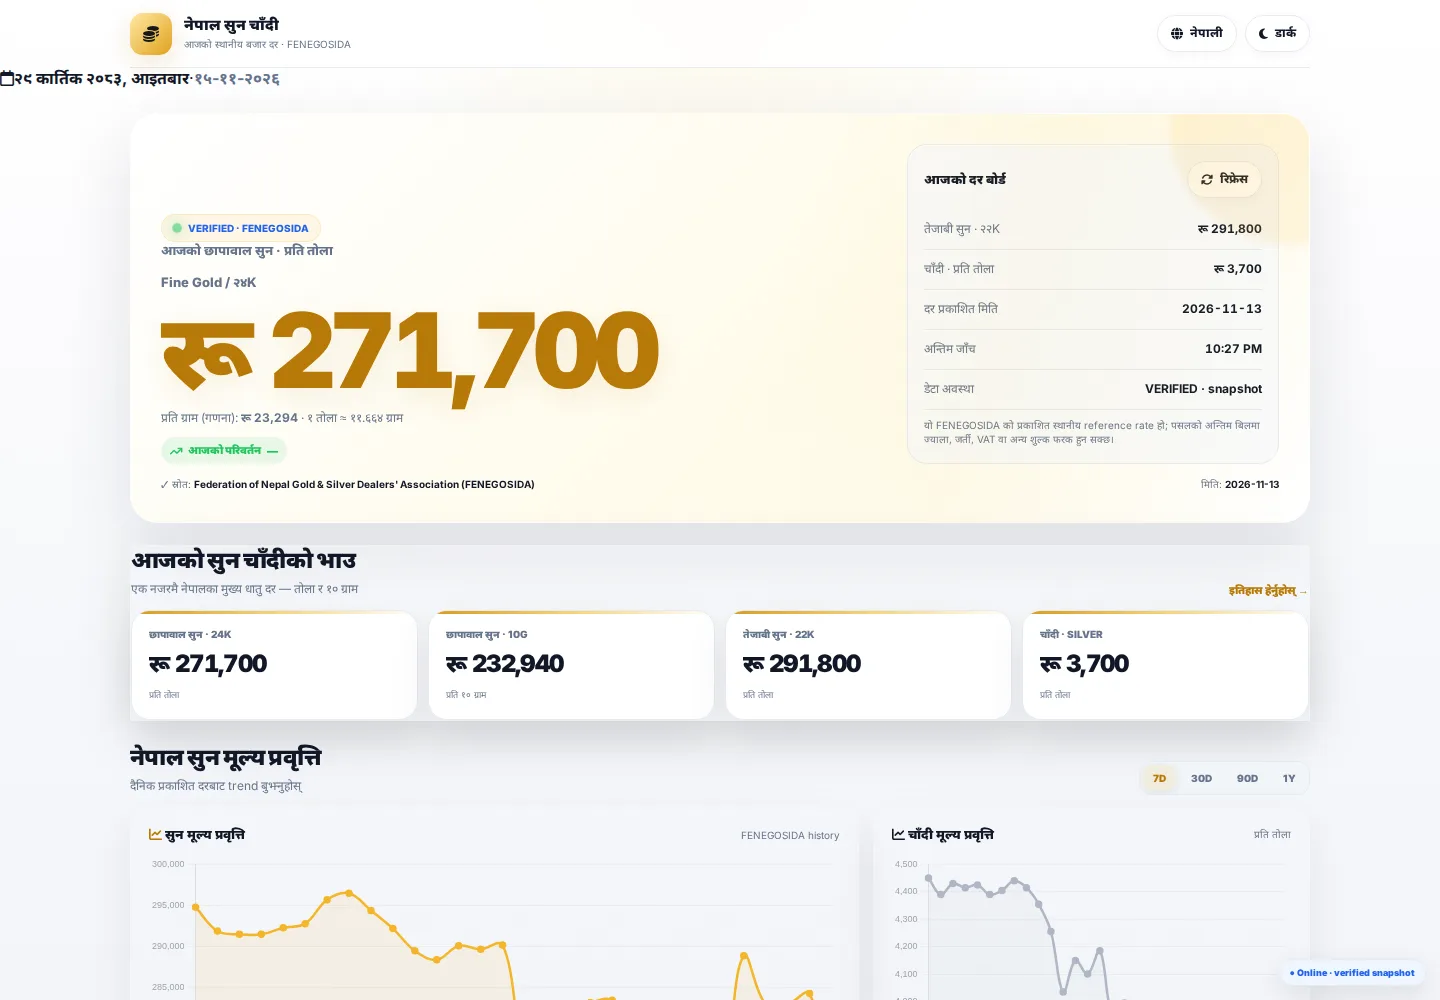 नेपाल सुन चाँदी
आजको स्थानीय बजार दर · FENEGOSIDA
नेपाली
डार्क
२९ कार्तिक २०८३, आइतबार · १५-११-२०२६
VERIFIED · FENEGOSIDA
आजको छापावाल सुन · प्रति तोला
Fine Gold / २४K
रू 271,700
प्रति ग्राम (गणना): रू 23,294 · १ तोला ≈ ११.६६४ ग्राम
आजको परिवर्तन —
✓ स्रोत: Federation of Nepal Gold & Silver Dealers' Association (FENEGOSIDA)
आजको दर बोर्ड
रिफ्रेस
तेजाबी सुन · २२K रू 291,800
चाँदी · प्रति तोला रू 3,700
दर प्रकाशित मिति 2026-11-13
अन्तिम जाँच 10:27 PM
डेटा अवस्था VERIFIED · snapshot
यो FENEGOSIDA को प्रकाशित स्थानीय reference rate हो; पसलको अन्तिम बिलमा
ज्याला, जर्ती, VAT वा अन्य शुल्क फरक हुन सक्छ।
मिति: 2026-11-13
आजको सुन चाँदीको भाउ
एक नजरमै नेपालका मुख्य धातु दर — तोला र १० ग्राम
इतिहास हेर्नुहोस् →
छापावाल सुन · 24K
रू 271,700
प्रति तोला
छापावाल सुन · 10G
रू 232,940
प्रति १० ग्राम
तेजाबी सुन · 22K
रू 291,800
प्रति तोला
चाँदी · SILVER
रू 3,700
प्रति तोला
नेपाल सुन मूल्य प्रवृत्ति
दैनिक प्रकाशित दरबाट trend बुझ्नुहोस्
7D 30D 90D 1Y
सुन मूल्य प्रवृत्ति
FENEGOSIDA history
300,000
295,000
290,000
285,000
चाँदी मूल्य प्रवृत्ति
प्रति तोला
4,500
4,400
4,300
4,200
4,100
• Online · verified snapshot